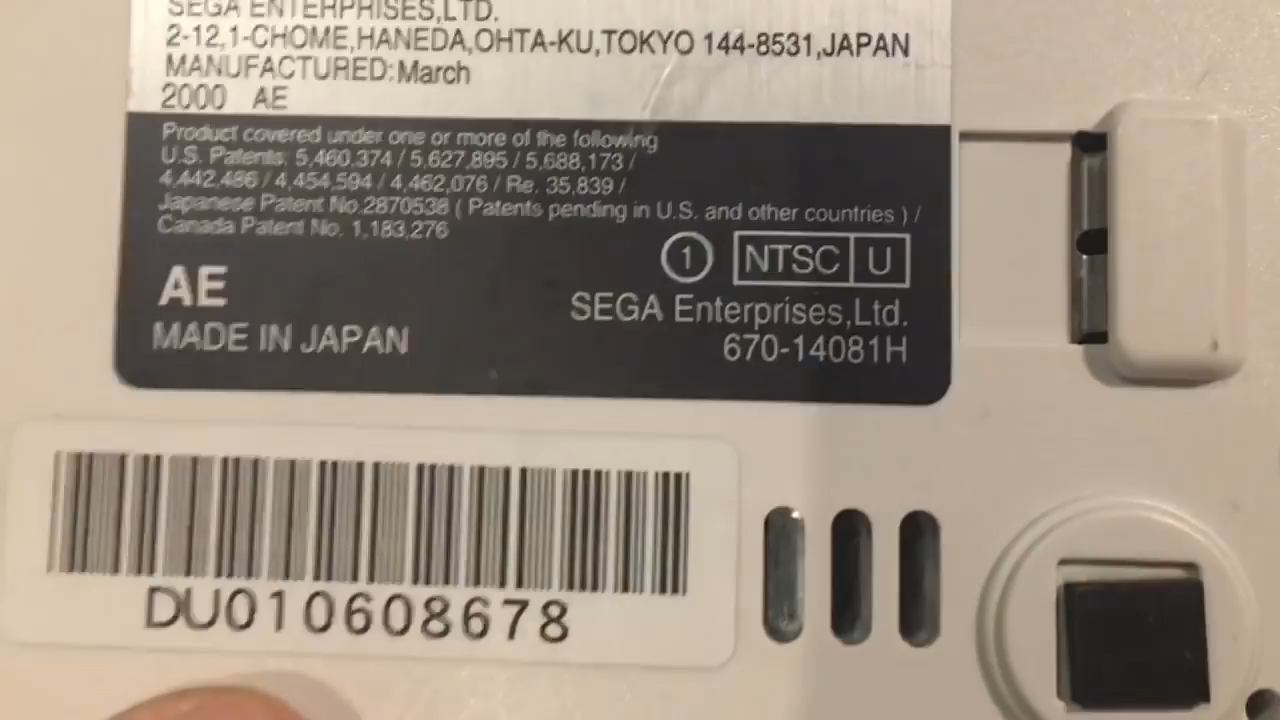 SEGA ENTERPRISES,LTD.
2-12,1-CHOME,HANEDA,OHTA-KU,TOKYO 144-8531,JAPAN
MANUFACTURED:March
2000 AE
Product covered under one or more of the following
U.S. Patents; 5,460,374 / 5,627,895 / 5,688,173 /
4,442,486 / 4,454,594 / 4,462,076 / Re. 35,839 /
Japanese Patent No.2870538 ( Patents pending in U.S. and other countries ) /
Canada Patent No. 1,183,276
1 NTSC U
AE
SEGA Enterprises,Ltd.
MADE IN JAPAN
670-14081H
DU010608678